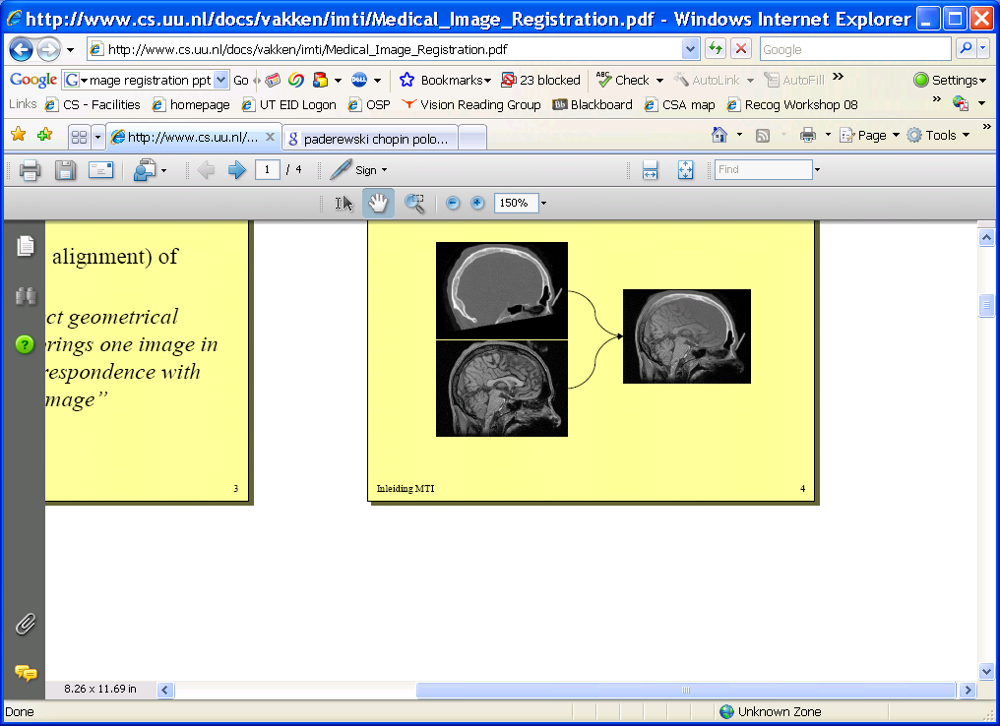 http://www.cs.uu.nl/docs/vakken/imti/Medical_Image_Registration.pdf - Windows Internet Explorer
http://www.cs.uu.nl/docs/vakken/imti/Medical_Image_Registration.pdf Google
Google G mage registration ppt Go DELL Bookmarks 23 blocked ABC Check AutoLink AutoFill » Settings
Links CS - Facilities homepage UT EID Logon OSP Vision Reading Group Bb Blackboard CSA map Recog Workshop 08 »
http://www.cs.uu.nl/... X g paderewski chopin polo... Page Tools »
1 / 4 Sign Find
150%
alignment) of
ct geometrical
rings one image in
respondence with
mage”
3
Inleiding MTI 4
8.26 x 11.69 in
Done Unknown Zone